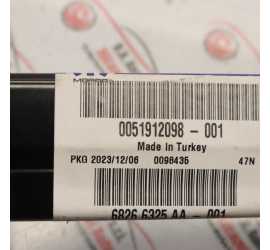 0051912098 - 001
Made In Turkey
PKG 2023/12/06 0098435 47N
6826 6325 AA - 001